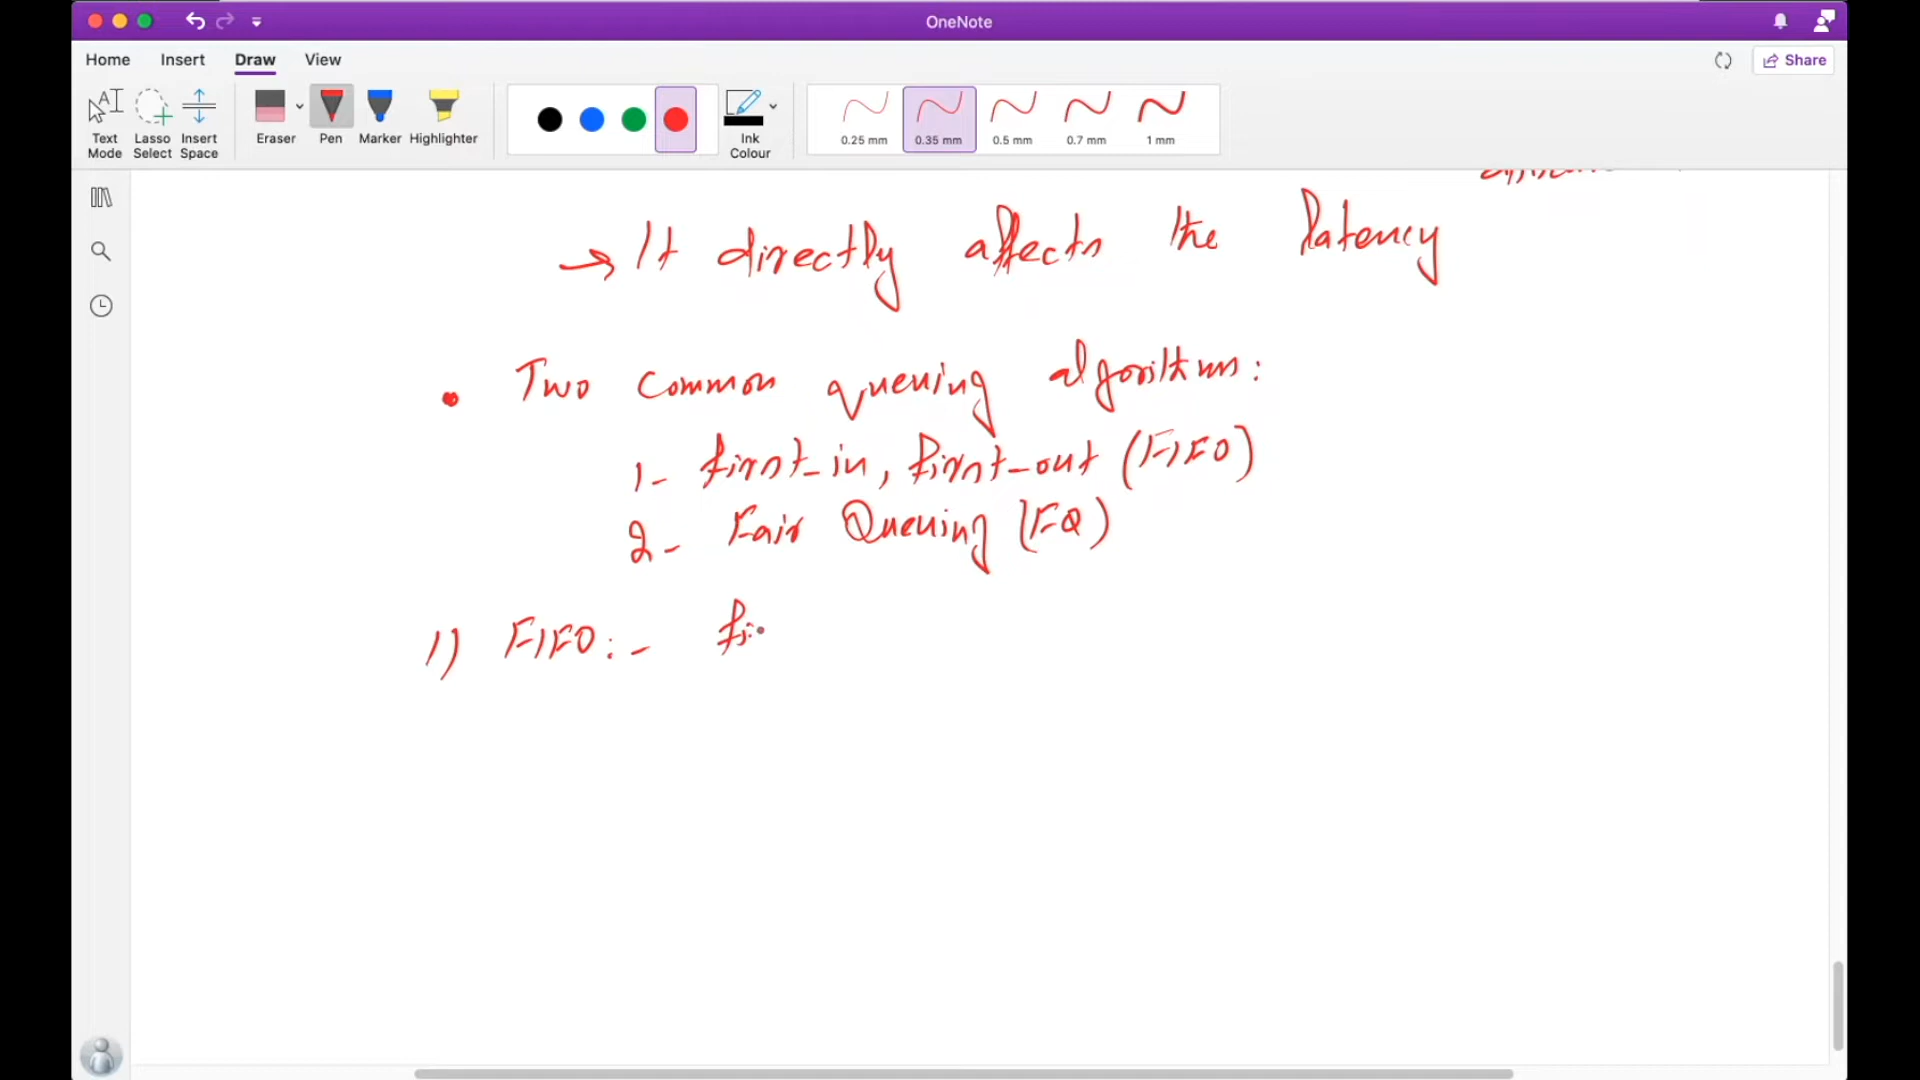 OneNote
Home Insert Draw View
Share
Text Mode Lasso Select Insert Space Eraser Pen Marker Highlighter Ink Colour 0.25 mm 0.35 mm 0.5 mm 0.7 mm 1 mm
→ It directly affects the latency
• Two common queuing algorithms:
1- first-in, first-out (FIFO)
2- Fair Queuing (FQ)
1) FIFO:- fi